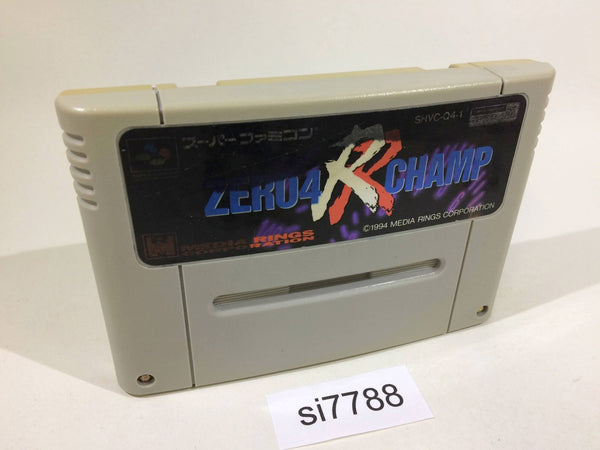 スーパーファミコン
SHVC-Q4-1
ZERO4 RR CHAMP
©1994 MEDIA RINGS CORPORATION
MEDIA RINGS
CORPORATION
si7788